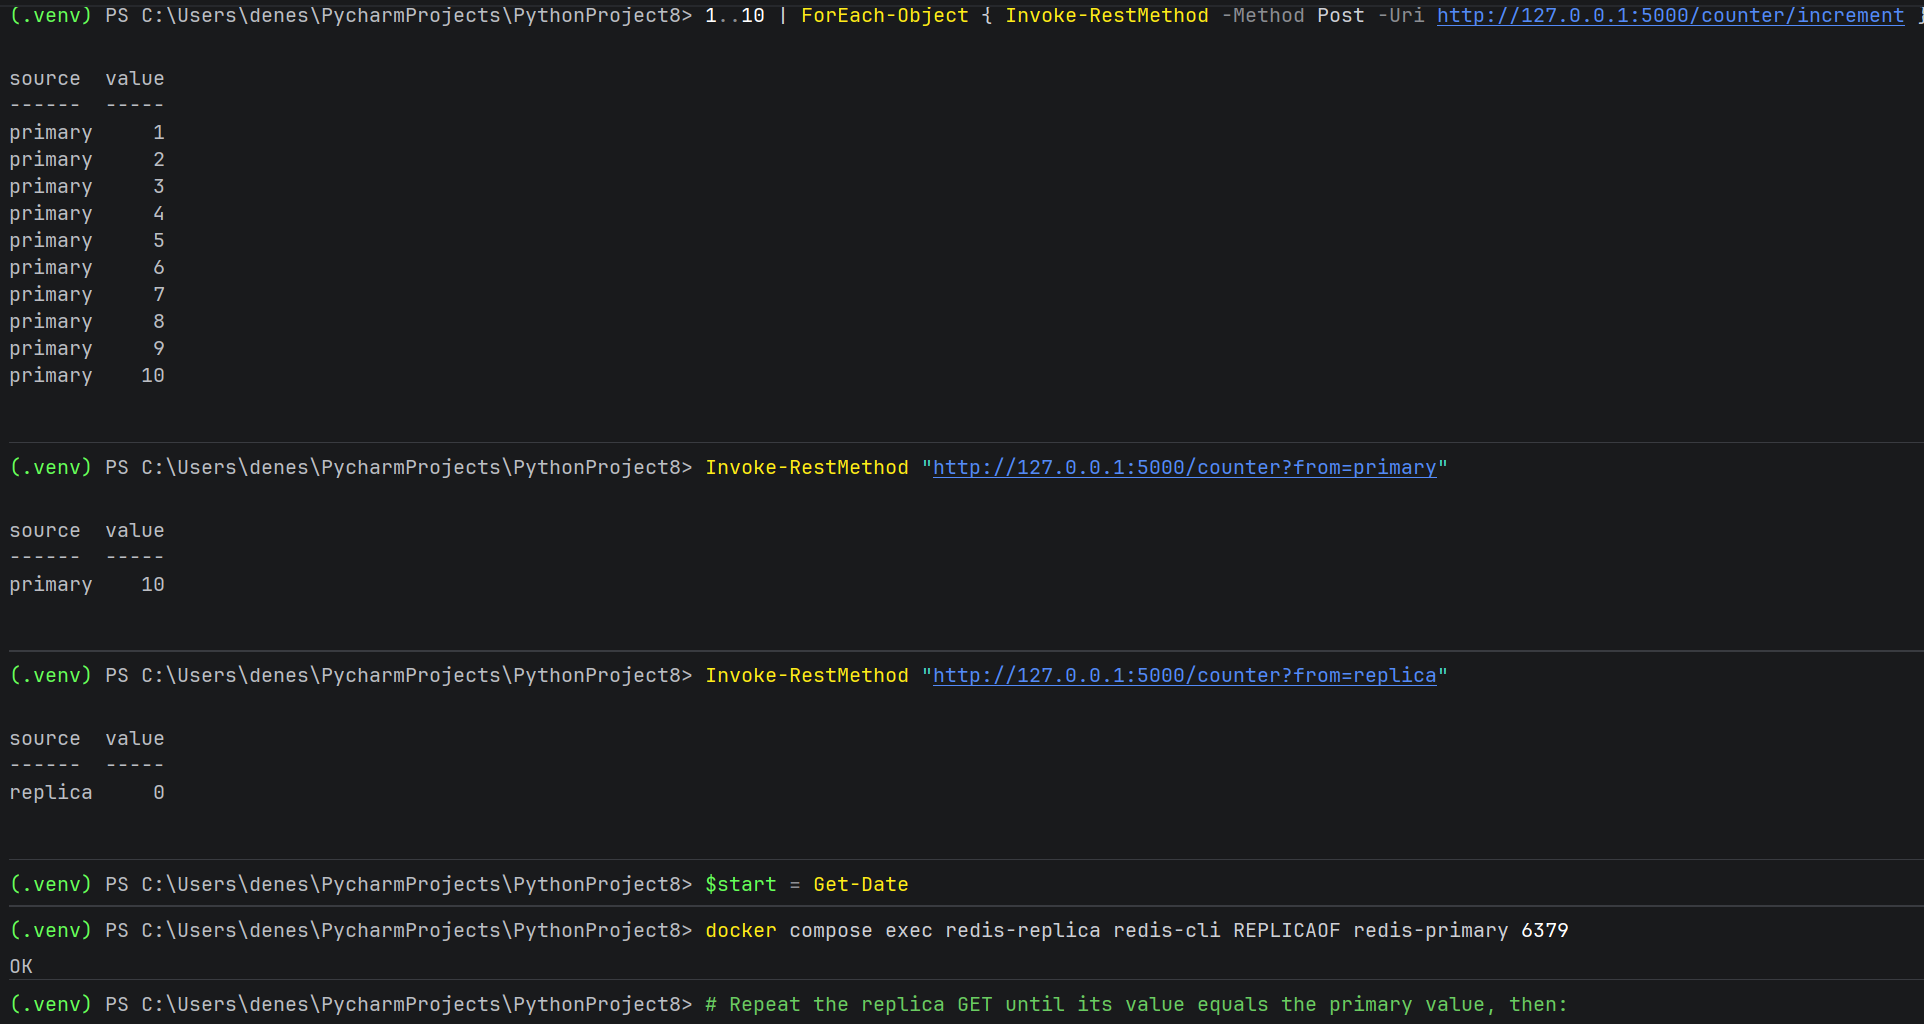 (.venv) PS C:\Users\denes\PycharmProjects\PythonProject8> 1..10 | ForEach-Object { Invoke-RestMethod -Method Post -Uri http://127.0.0.1:5000/counter/increment }
source  value
------  -----
primary     1
primary     2
primary     3
primary     4
primary     5
primary     6
primary     7
primary     8
primary     9
primary    10
(.venv) PS C:\Users\denes\PycharmProjects\PythonProject8> Invoke-RestMethod "http://127.0.0.1:5000/counter?from=primary"
source  value
------  -----
primary    10
(.venv) PS C:\Users\denes\PycharmProjects\PythonProject8> Invoke-RestMethod "http://127.0.0.1:5000/counter?from=replica"
source  value
------  -----
replica     0
(.venv) PS C:\Users\denes\PycharmProjects\PythonProject8> $start = Get-Date
(.venv) PS C:\Users\denes\PycharmProjects\PythonProject8> docker compose exec redis-replica redis-cli REPLICAOF redis-primary 6379
OK
(.venv) PS C:\Users\denes\PycharmProjects\PythonProject8> # Repeat the replica GET until its value equals the primary value, then: